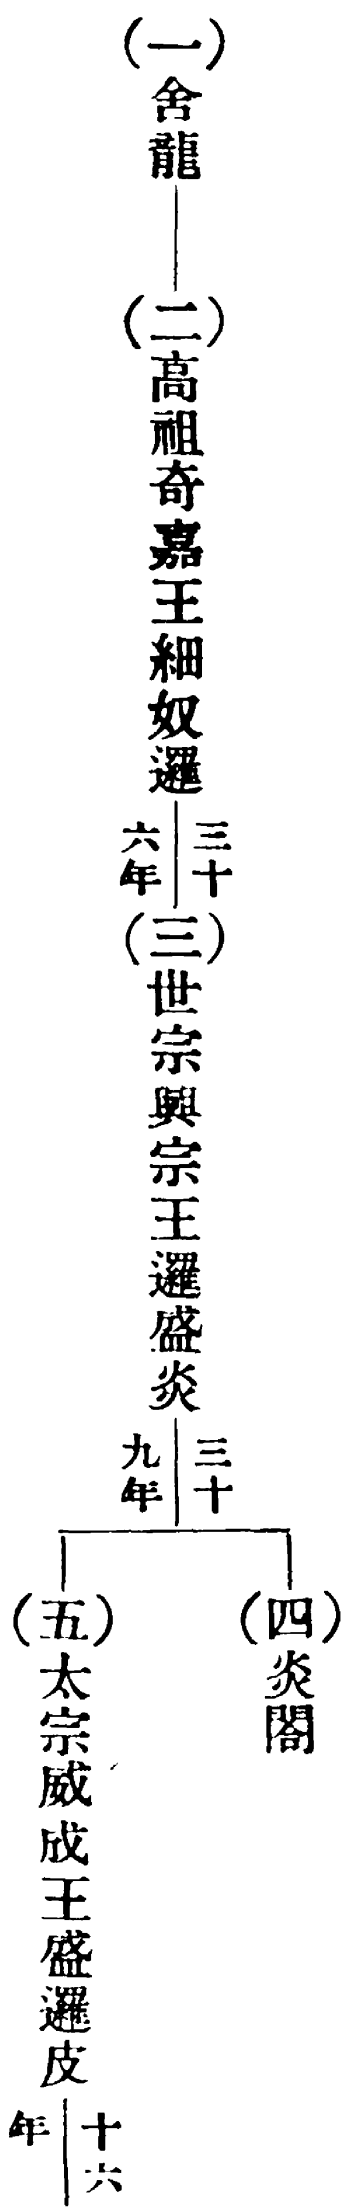 （一）舍龍
（二）高祖奇嘉王細奴邏
三十六年
（三）世宗興宗王邏盛炎
三十九年
（四）炎閣
（五）太宗威成王盛邏皮
十六年